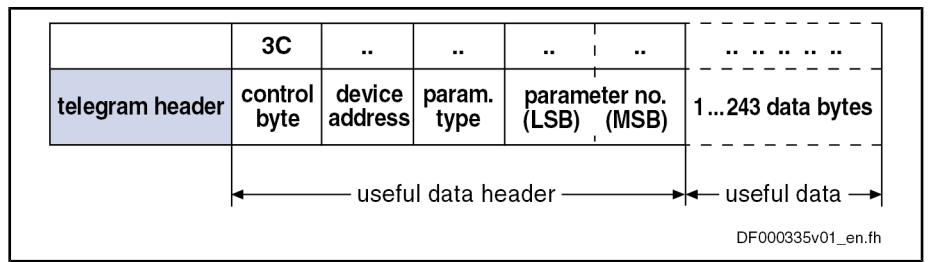 3C .. .. .. .. .. .. .. .. ..
telegram header control byte device address param. type parameter no. (LSB) (MSB) 1...243 data bytes
useful data header useful data
DF000335v01_en.fh